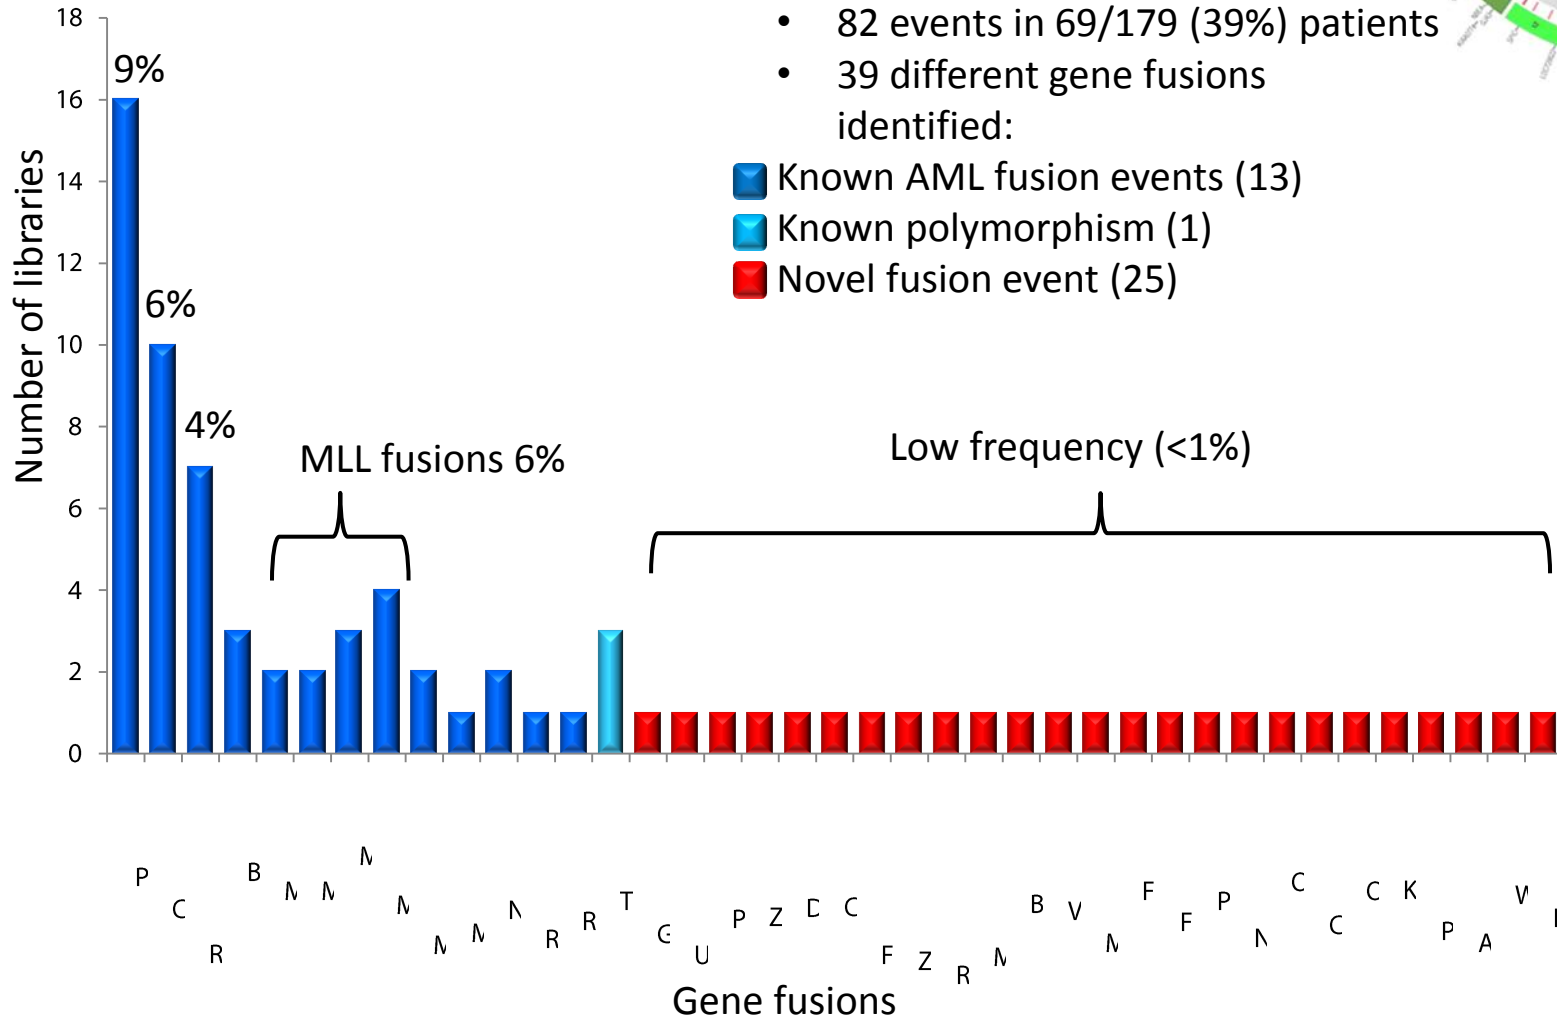 18
16
14
12
10
8
6
4
2
0
Number of libraries
9%
6%
4%
MLL fusions 6%
Low frequency (<1%)
• 82 events in 69/179 (39%) patients
• 39 different gene fusions
identified:
Known AML fusion events (13)
Known polymorphism (1)
Novel fusion event (25)
P C R B M M M M M M N R R T G U P Z D C F Z R M B V M F F P N C C C K P A W
Gene fusions